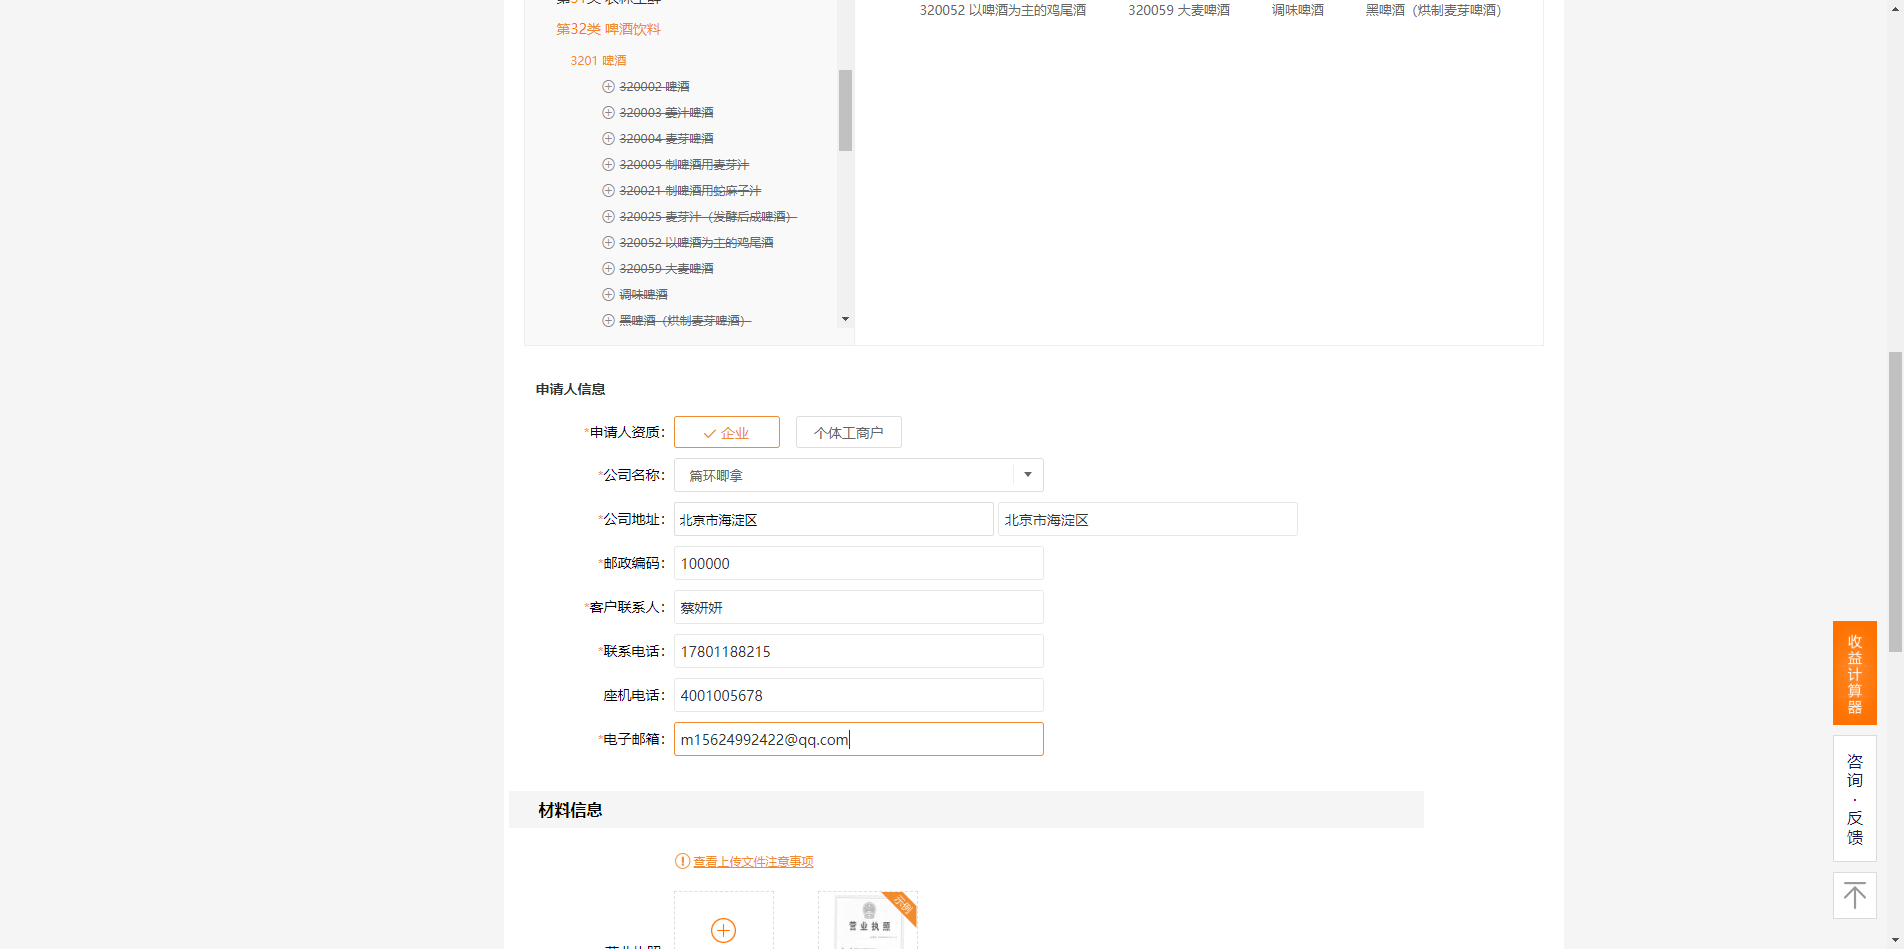 320052 以啤酒为主的鸡尾酒 320059 大麦啤酒 调味啤酒 黑啤酒（烘制麦芽啤酒）
第32类 啤酒饮料
3201 啤酒
320002 啤酒
320003 姜汁啤酒
320004 麦芽啤酒
320005 制啤酒用麦芽汁
320021 制啤酒用蛇麻子汁
320025 麦芽汁（发酵后成啤酒）
320052 以啤酒为主的鸡尾酒
320059 大麦啤酒
调味啤酒
黑啤酒（烘制麦芽啤酒）
申请人信息
*申请人资质： 企业 个体工商户
*公司名称： 篇环唧拿
*公司地址： 北京市海淀区 北京市海淀区
*邮政编码： 100000
*客户联系人： 蔡妍妍
*联系电话： 17801188215
座机电话： 4001005678
*电子邮箱： m15624992422@qq.com
材料信息
查看上传文件注意事项
示例
营业执照
收益计算器
咨询·反馈